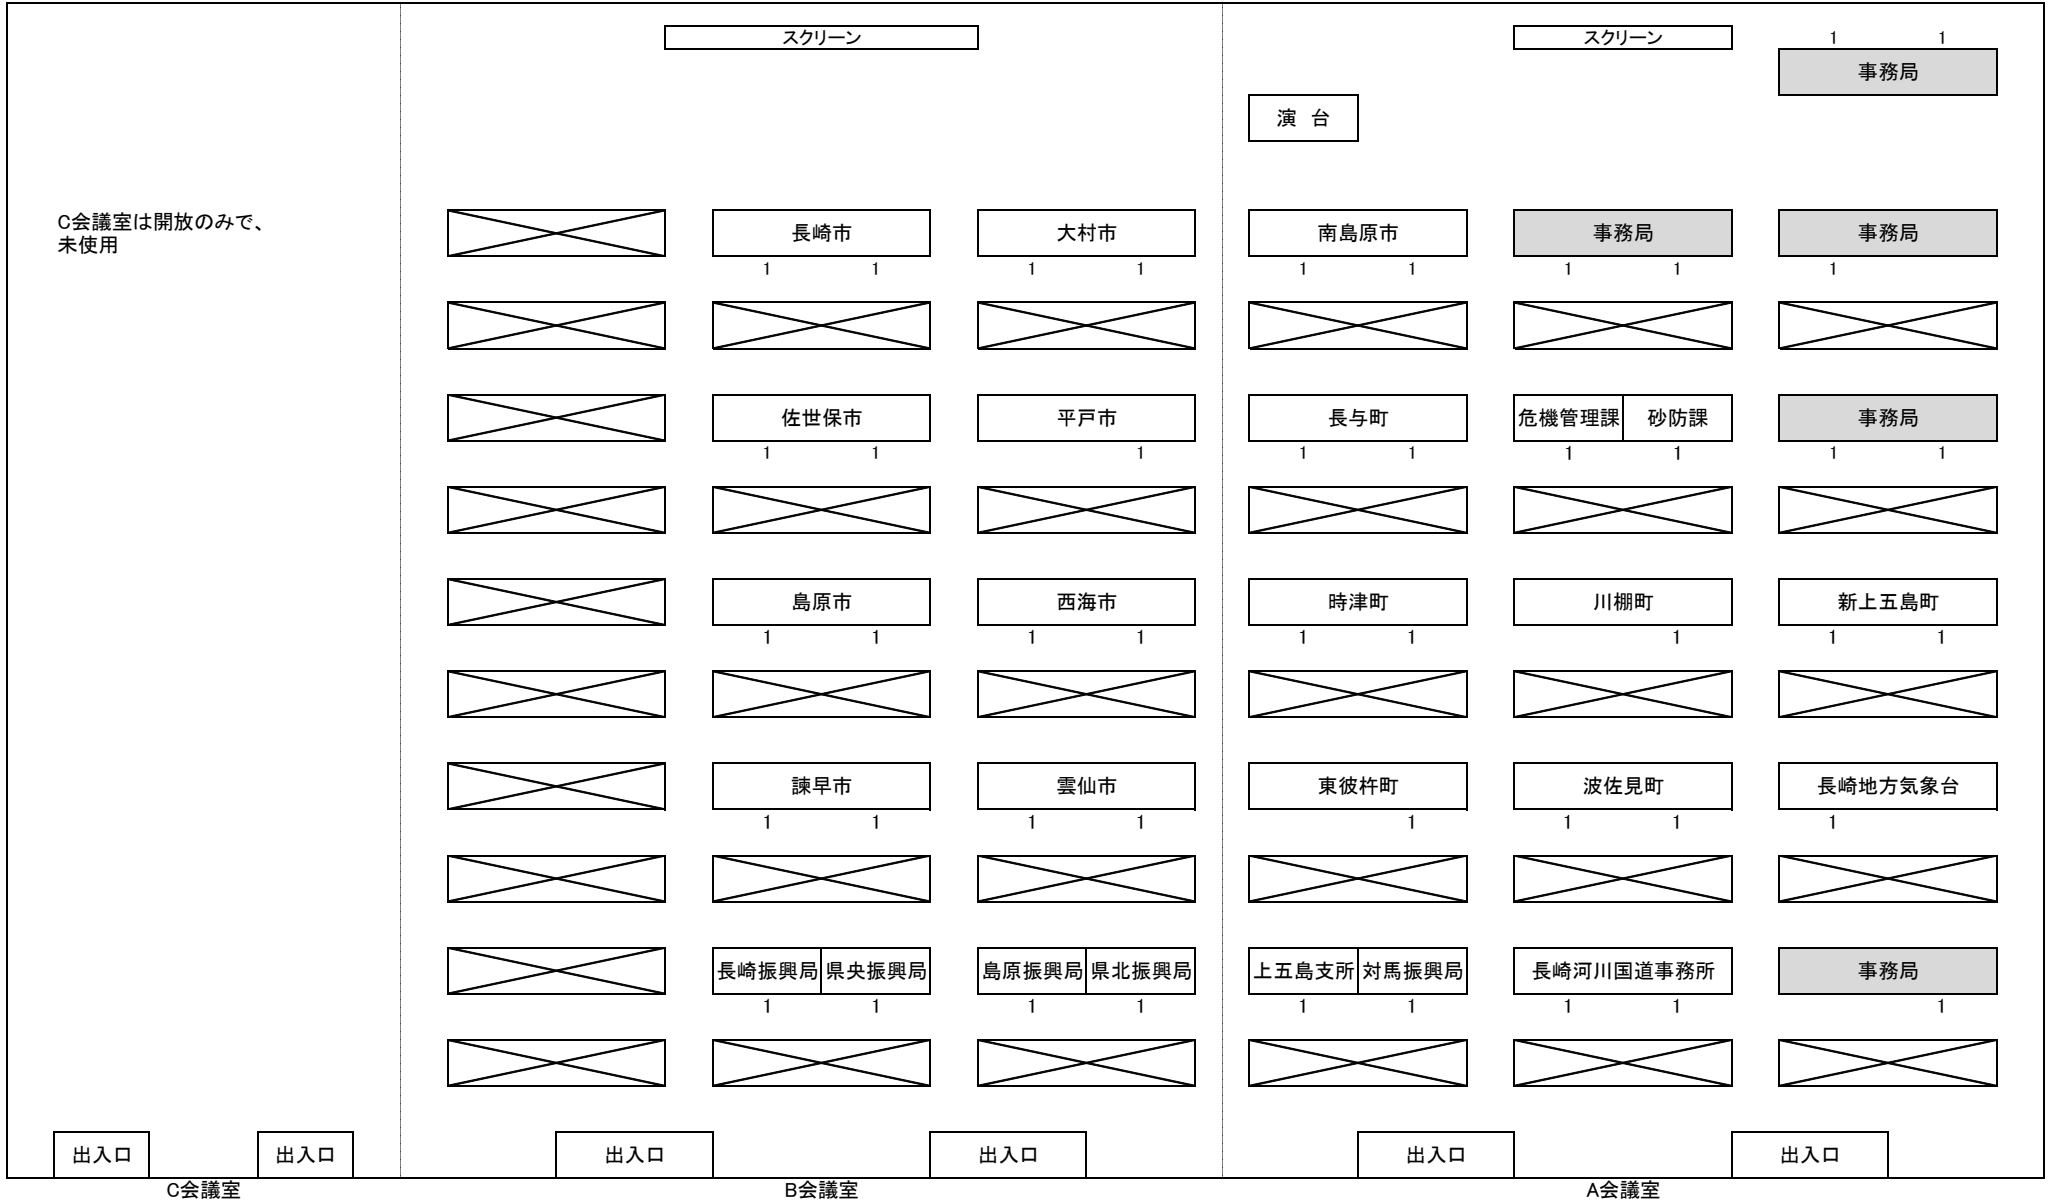 スクリーン
スクリーン
1 1
事務局
演 台
C会議室は開放のみで、
未使用
長崎市 大村市 南島原市 事務局 事務局
1 1 1 1 1 1 1 1 1
佐世保市 平戸市 長与町 危機管理課 砂防課 事務局
1 1 1 1 1 1 1 1 1
島原市 西海市 時津町 川棚町 新上五島町
1 1 1 1 1 1 1 1 1
諫早市 雲仙市 東彼杵町 波佐見町 長崎地方気象台
1 1 1 1 1 1 1 1
長崎振興局 県央振興局 島原振興局 県北振興局 上五島支所 対馬振興局 長崎河川国道事務所 事務局
1 1 1 1 1 1 1 1 1
出入口 出入口 出入口 出入口 出入口 出入口
C会議室 B会議室 A会議室